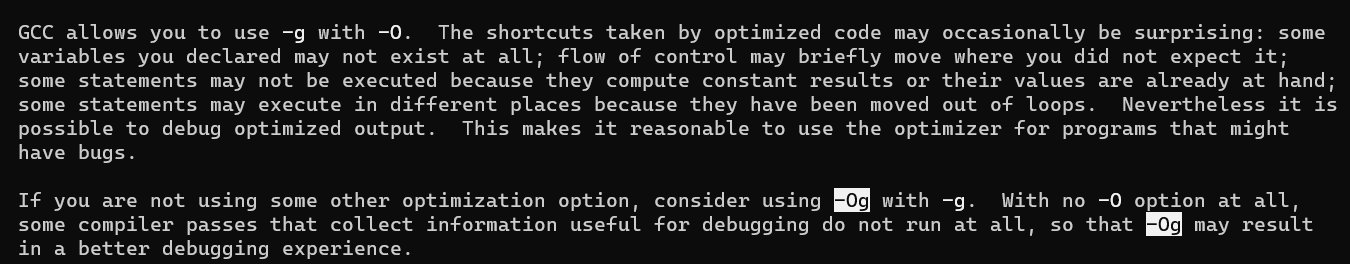 GCC allows you to use -g with -O.  The shortcuts taken by optimized code may occasionally be surprising: some
variables you declared may not exist at all; flow of control may briefly move where you did not expect it;
some statements may not be executed because they compute constant results or their values are already at hand;
some statements may execute in different places because they have been moved out of loops.  Nevertheless it is
possible to debug optimized output.  This makes it reasonable to use the optimizer for programs that might
have bugs.

If you are not using some other optimization option, consider using -Og with -g.  With no -O option at all,
some compiler passes that collect information useful for debugging do not run at all, so that -Og may result
in a better debugging experience.